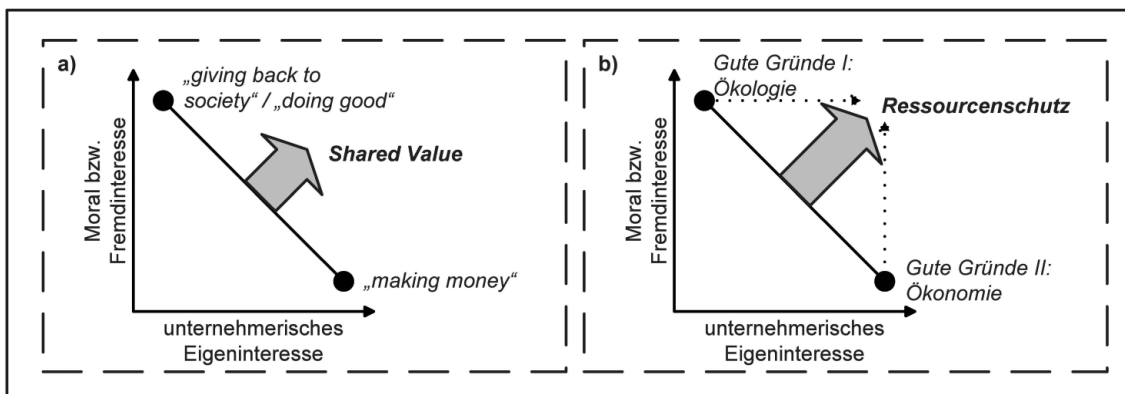 a)
„giving back to
society“ / „doing good“
Shared Value
„making money“
Moral bzw.
Fremdinteresse
unternehmerisches
Eigeninteresse
b)
Gute Gründe I:
Ökologie
Ressourcenschutz
Gute Gründe II:
Ökonomie
Moral bzw.
Fremdinteresse
unternehmerisches
Eigeninteresse